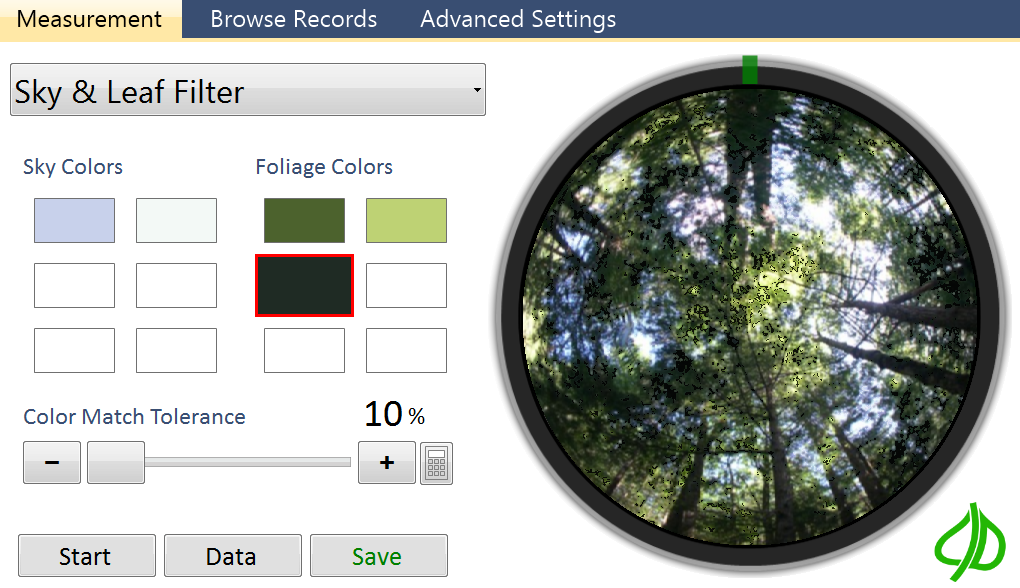 Measurement Browse Records Advanced Settings
Sky & Leaf Filter
Sky Colors Foliage Colors
Color Match Tolerance 10 %
− +
Start Data Save